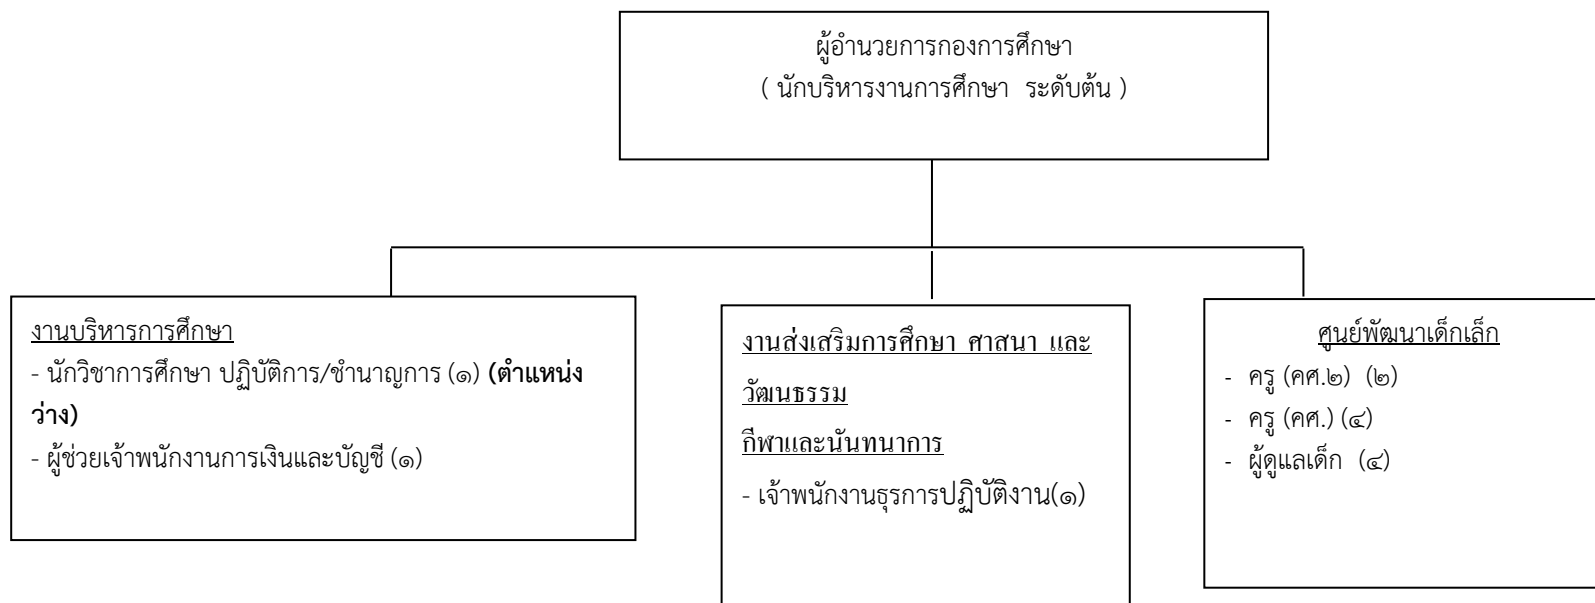 ผู้อำนวยการกองการศึกษา
( นักบริหารงานการศึกษา ระดับต้น )
งานบริหารการศึกษา
- นักวิชาการศึกษา ปฏิบัติการ/ชำนาญการ (๑) (ตำแหน่ง
ว่าง)
- ผู้ช่วยเจ้าพนักงานการเงินและบัญชี (๑)
งานส่งเสริมการศึกษา ศาสนา และ
วัฒนธรรม
กีฬาและนันทนาการ
- เจ้าพนักงานธุรการปฏิบัติงาน(๑)
ศูนย์พัฒนาเด็กเล็ก
- ครู (คศ.๒) (๒)
- ครู (คศ.) (๔)
- ผู้ดูแลเด็ก (๔)